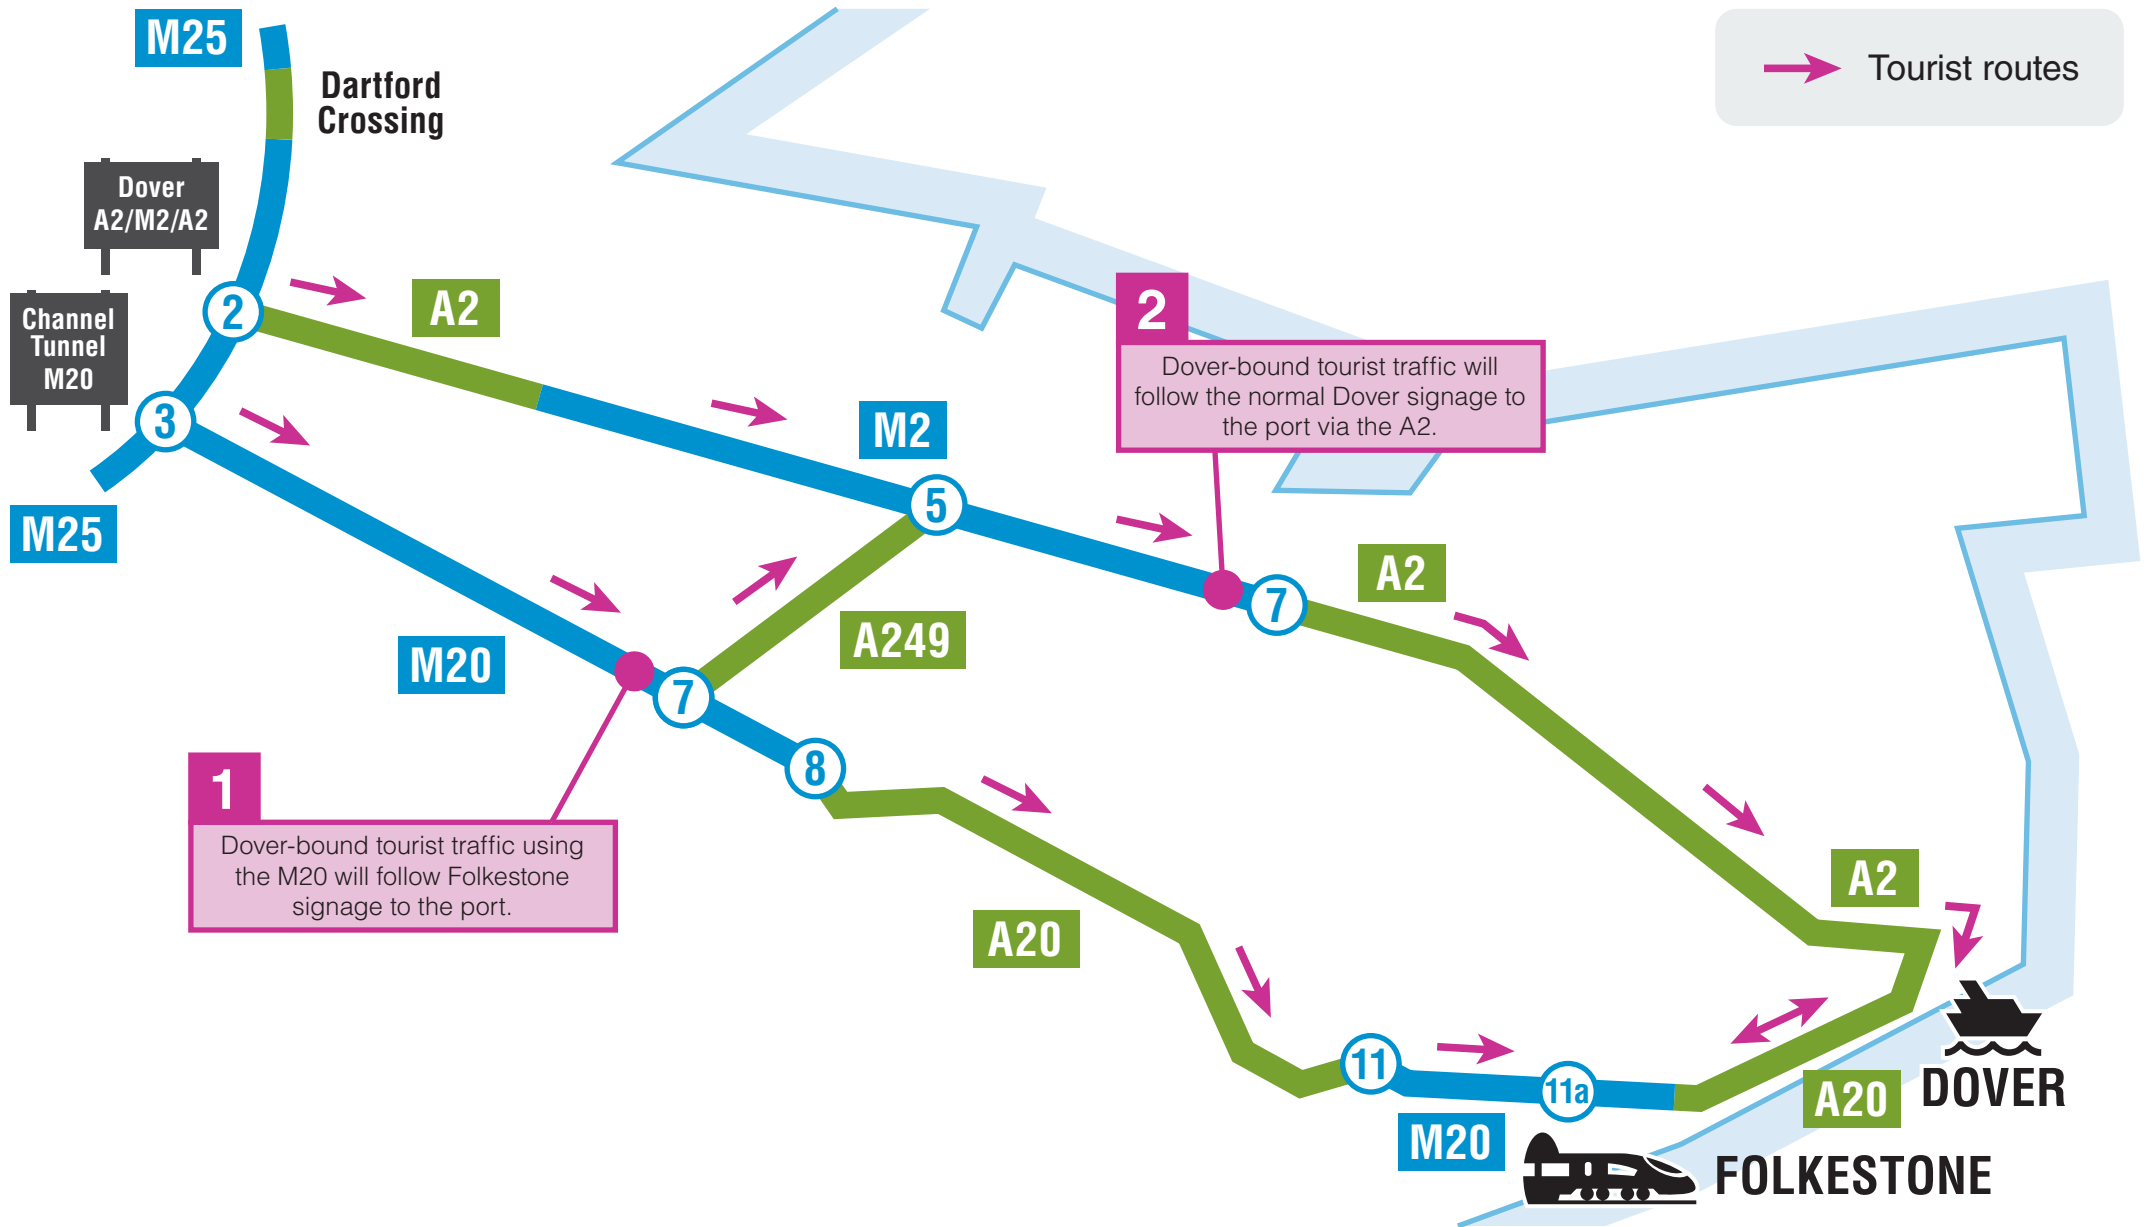 M25
Dartford
Crossing
Tourist routes
Dover
A2/M2/A2
Channel
Tunnel
M20
2
A2
3
M25
M2
5
2
Dover-bound tourist traffic will
follow the normal Dover signage to
the port via the A2.
7
A2
A249
M20
7
8
1
Dover-bound tourist traffic using
the M20 will follow Folkestone
signage to the port.
A20
A2
11
11a
M20
A20
DOVER
FOLKESTONE